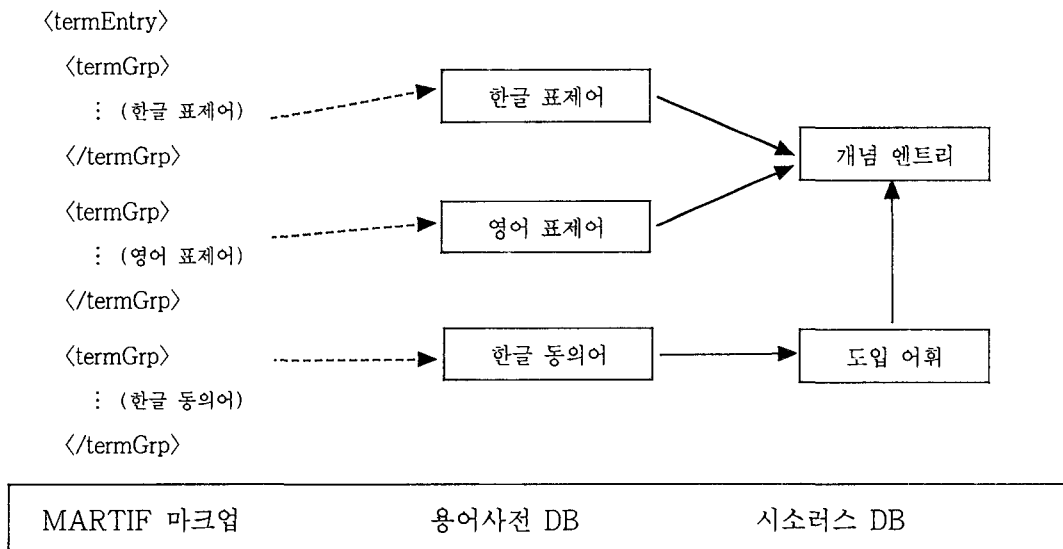 〈termEntry〉
〈termGrp〉
⋮ (한글 표제어)
〈/termGrp〉
〈termGrp〉
⋮ (영어 표제어)
〈/termGrp〉
〈termGrp〉
⋮ (한글 동의어)
〈/termGrp〉
한글 표제어
영어 표제어
한글 동의어
개념 엔트리
도입 어휘
MARTIF 마크업 용어사전 DB 시소러스 DB